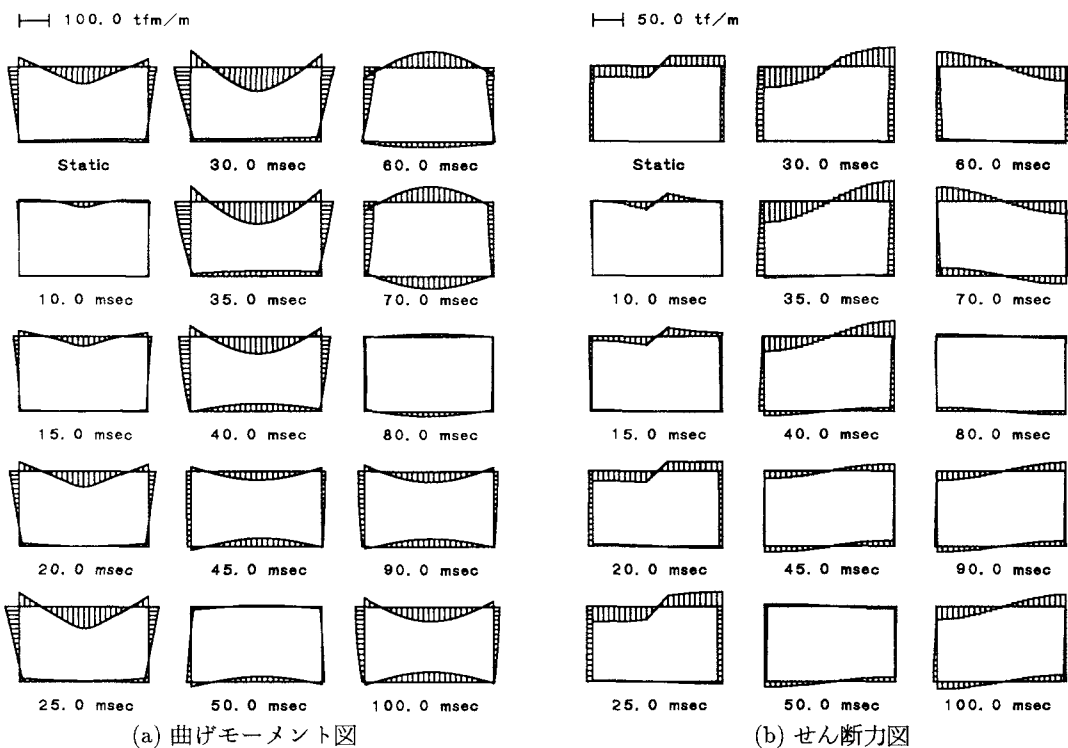 100.0 tfm/m
Static
30.0 msec
60.0 msec
10.0 msec
35.0 msec
70.0 msec
15.0 msec
40.0 msec
80.0 msec
20.0 msec
45.0 msec
90.0 msec
25.0 msec
50.0 msec
100.0 msec
(a) 曲げモーメント図
50.0 tf/m
Static
30.0 msec
60.0 msec
10.0 msec
35.0 msec
70.0 msec
15.0 msec
40.0 msec
80.0 msec
20.0 msec
45.0 msec
90.0 msec
25.0 msec
50.0 msec
100.0 msec
(b) せん断力図